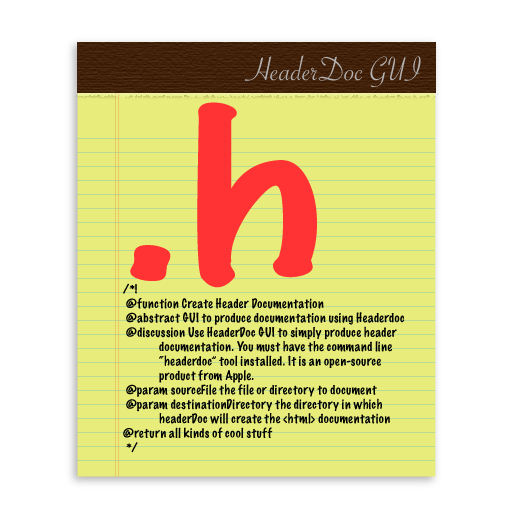 HeaderDoc GUI
.h
/*!
@function Create Header Documentation
@abstract GUI to produce documentation using Headerdoc
@discussion Use HeaderDoc GUI to simply produce header
documentation. You must have the command line
"headerdoc" tool installed. It is an open-source
product from Apple.
@param sourceFile the file or directory to document
@param destinationDirectory the directory in which
headerDoc will create the <html> documentation
@return all kinds of cool stuff
*/